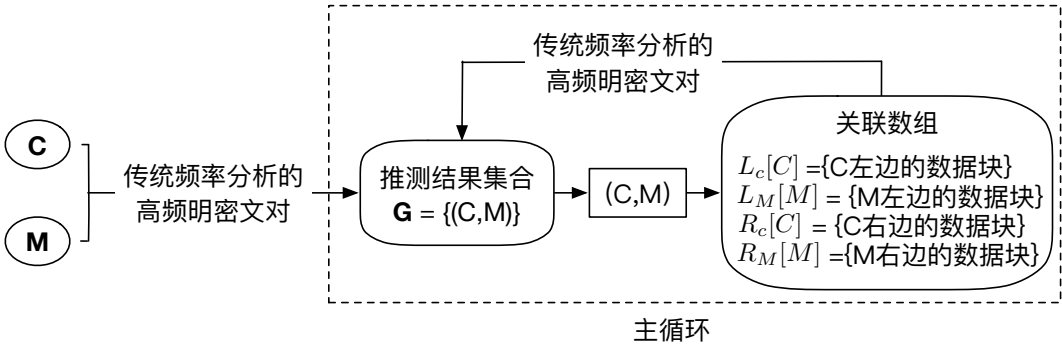 传统频率分析的
高频明密文对
C
M
传统频率分析的
高频明密文对
推测结果集合
G = {(C,M)}
(C,M)
关联数组
L_c[C] ={C左边的数据块}
L_M[M] = {M左边的数据块}
R_c[C] = {C右边的数据块}
R_M[M] ={M右边的数据块}
主循环